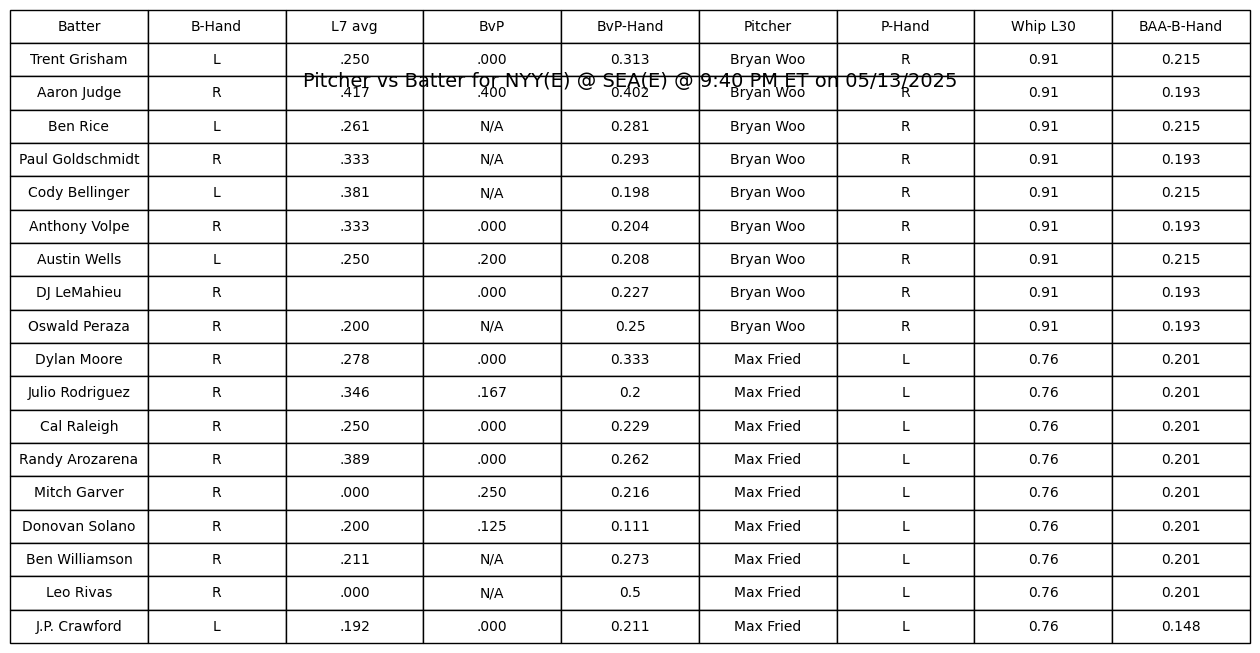 Batter B-Hand L7 avg BvP BvP-Hand Pitcher P-Hand Whip L30 BAA-B-Hand
Trent Grisham L .250 .000 0.313 Bryan Woo R 0.91 0.215
Pitcher vs Batter for NYY(E) @ SEA(E) @ 9:40 PM ET on 05/13/2025
Aaron Judge R .417 .400 0.402 Bryan Woo R 0.91 0.193
Ben Rice L .261 N/A 0.281 Bryan Woo R 0.91 0.215
Paul Goldschmidt R .333 N/A 0.293 Bryan Woo R 0.91 0.193
Cody Bellinger L .381 N/A 0.198 Bryan Woo R 0.91 0.215
Anthony Volpe R .333 .000 0.204 Bryan Woo R 0.91 0.193
Austin Wells L .250 .200 0.208 Bryan Woo R 0.91 0.215
DJ LeMahieu R .000 0.227 Bryan Woo R 0.91 0.193
Oswald Peraza R .200 N/A 0.25 Bryan Woo R 0.91 0.193
Dylan Moore R .278 .000 0.333 Max Fried L 0.76 0.201
Julio Rodriguez R .346 .167 0.2 Max Fried L 0.76 0.201
Cal Raleigh R .250 .000 0.229 Max Fried L 0.76 0.201
Randy Arozarena R .389 .000 0.262 Max Fried L 0.76 0.201
Mitch Garver R .000 .250 0.216 Max Fried L 0.76 0.201
Donovan Solano R .200 .125 0.111 Max Fried L 0.76 0.201
Ben Williamson R .211 N/A 0.273 Max Fried L 0.76 0.201
Leo Rivas R .000 N/A 0.5 Max Fried L 0.76 0.201
J.P. Crawford L .192 .000 0.211 Max Fried L 0.76 0.148